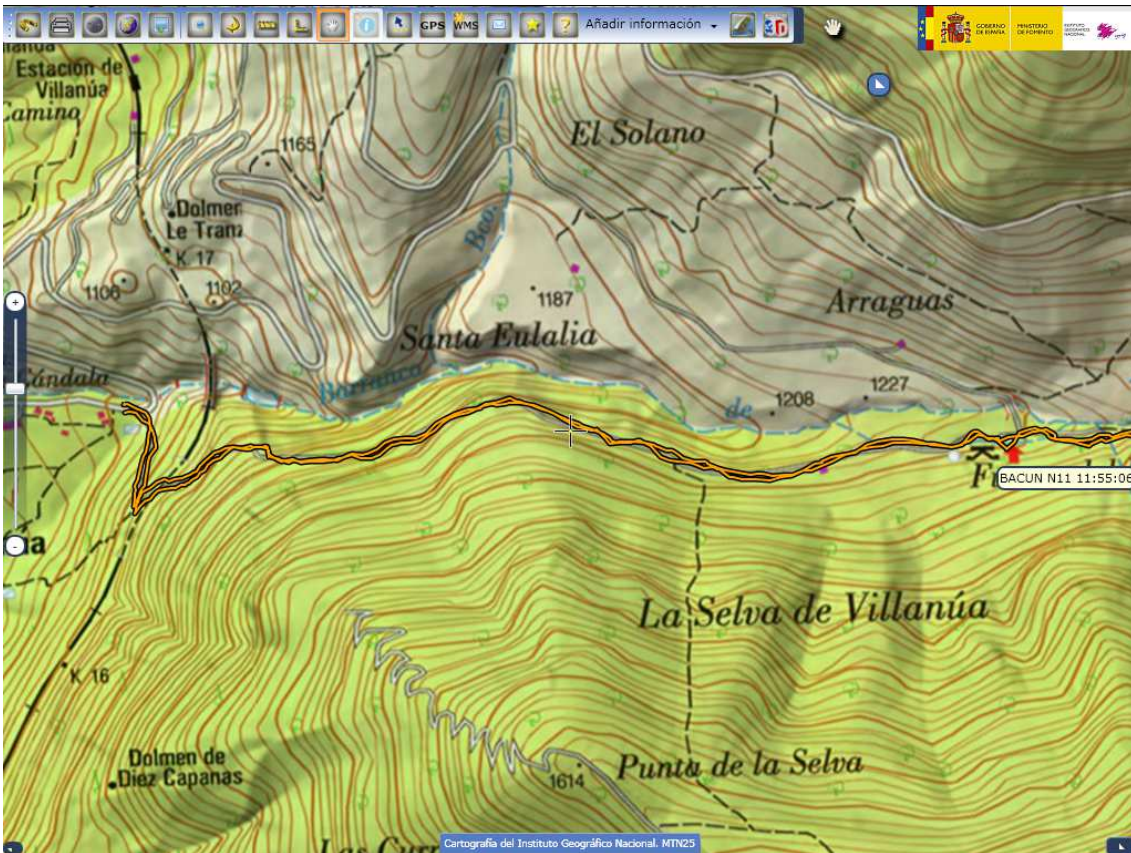 GPS WMS Añadir información 3D
GOBIERNO DE ESPAÑA
MINISTERIO DE FOMENTO
INSTITUTO GEOGRÁFICO NACIONAL
Estación de
Villanúa
Camino
1165
El Solano
Dolmen
Le Tranz
K 17
Bco.
1106
1102
1187
Arraguas
Santa Eulalia
Cándala
Barranco
de
1208
1227
BACUN N11 11:55:06
La Selva de Villanúa
K 16
Dolmen de
Diez Capanas
1614
Punta de la Selva
Cartografía del Instituto Geográfico Nacional. MTN25